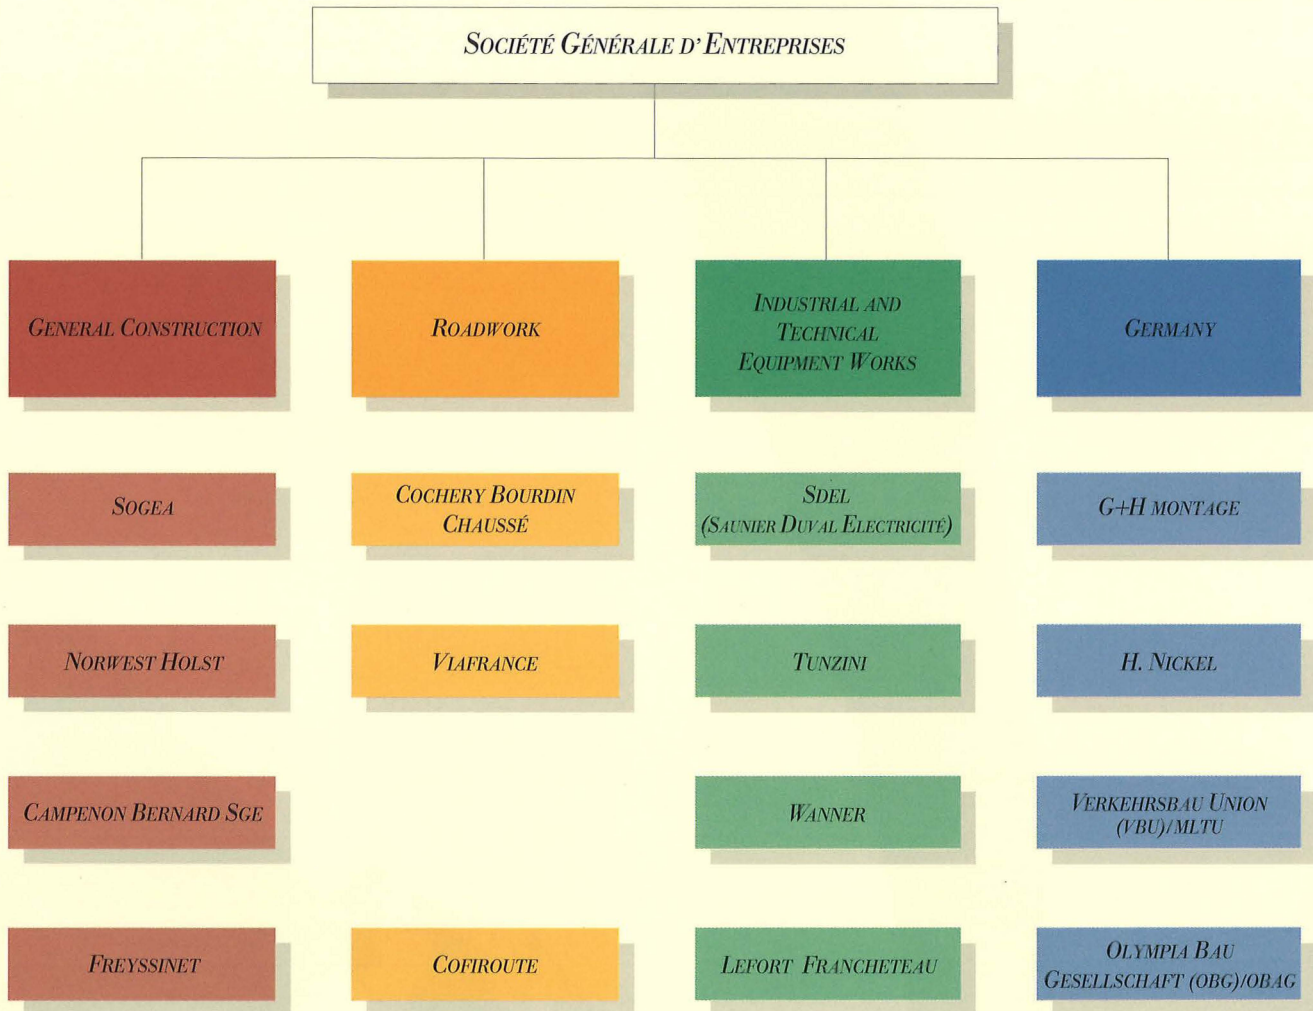 SOCIÉTÉ GÉNÉRALE D'ENTREPRISES
GENERAL CONSTRUCTION
ROADWORK
INDUSTRIAL AND
TECHNICAL
EQUIPMENT WORKS
GERMANY
SOGEA
COCHERY BOURDIN
CHAUSSÉ
SDEL
(SAUNIER DUVAL ELECTRICITÉ)
G+H MONTAGE
NORWEST HOLST
VIAFRANCE
TUNZINI
H. NICKEL
CAMPENON BERNARD SGE
WANNER
VERKEHRSBAU UNION
(VBU)/MLTU
FREYSSINET
COFIROUTE
LEFORT FRANCHETEAU
OLYMPIA BAU
GESELLSCHAFT (OBG)/OBAG